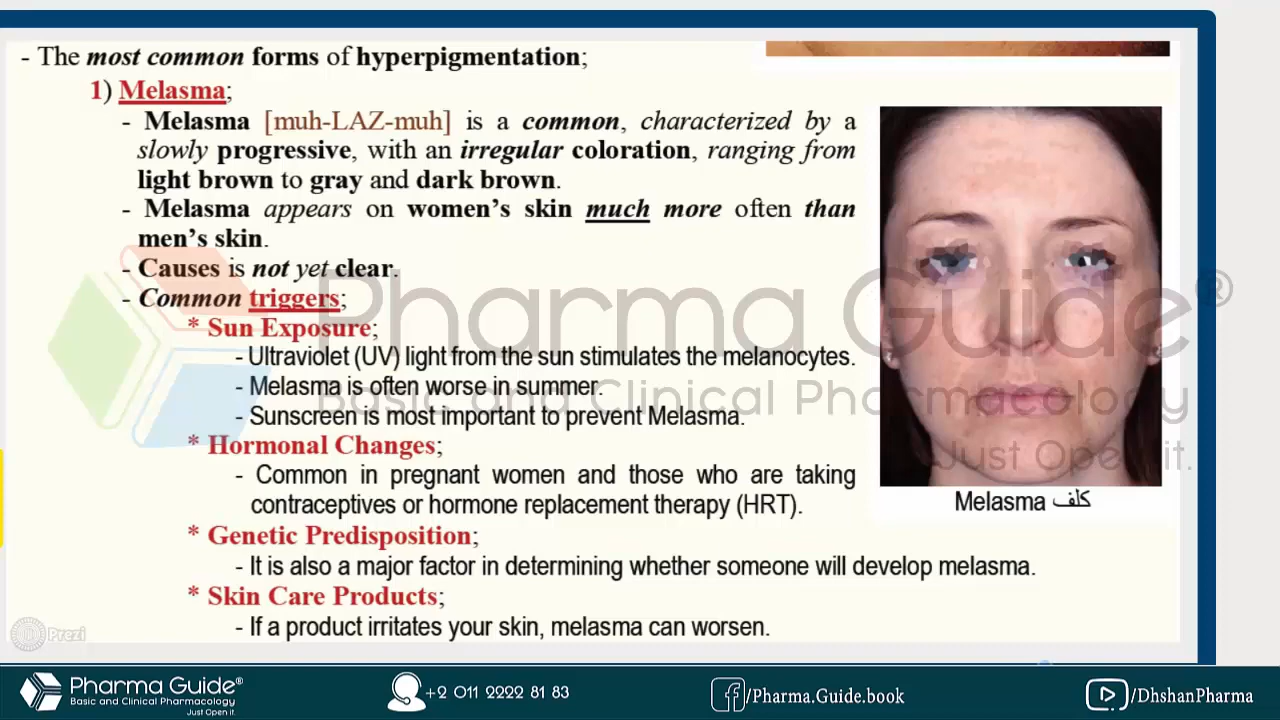 - The most common forms of hyperpigmentation;
1) Melasma;
- Melasma [muh-LAZ-muh] is a common, characterized by a
slowly progressive, with an irregular coloration, ranging from
light brown to gray and dark brown.
- Melasma appears on women's skin much more often than
men's skin.
- Causes is not yet clear.
- Common triggers;
* Sun Exposure;
- Ultraviolet (UV) light from the sun stimulates the melanocytes.
- Melasma is often worse in summer.
- Sunscreen is most important to prevent Melasma.
* Hormonal Changes;
- Common in pregnant women and those who are taking
contraceptives or hormone replacement therapy (HRT).
* Genetic Predisposition;
- It is also a major factor in determining whether someone will develop melasma.
* Skin Care Products;
- If a product irritates your skin, melasma can worsen.
Melasma كلف
Pharma Guide®
Basic and Clinical Pharmacology
Just Open it.
Prezi
Pharma Guide®
Basic and Clinical Pharmacology
Just Open it.
+2 011 2222 81 83
/Pharma.Guide.book
/DhshanPharma